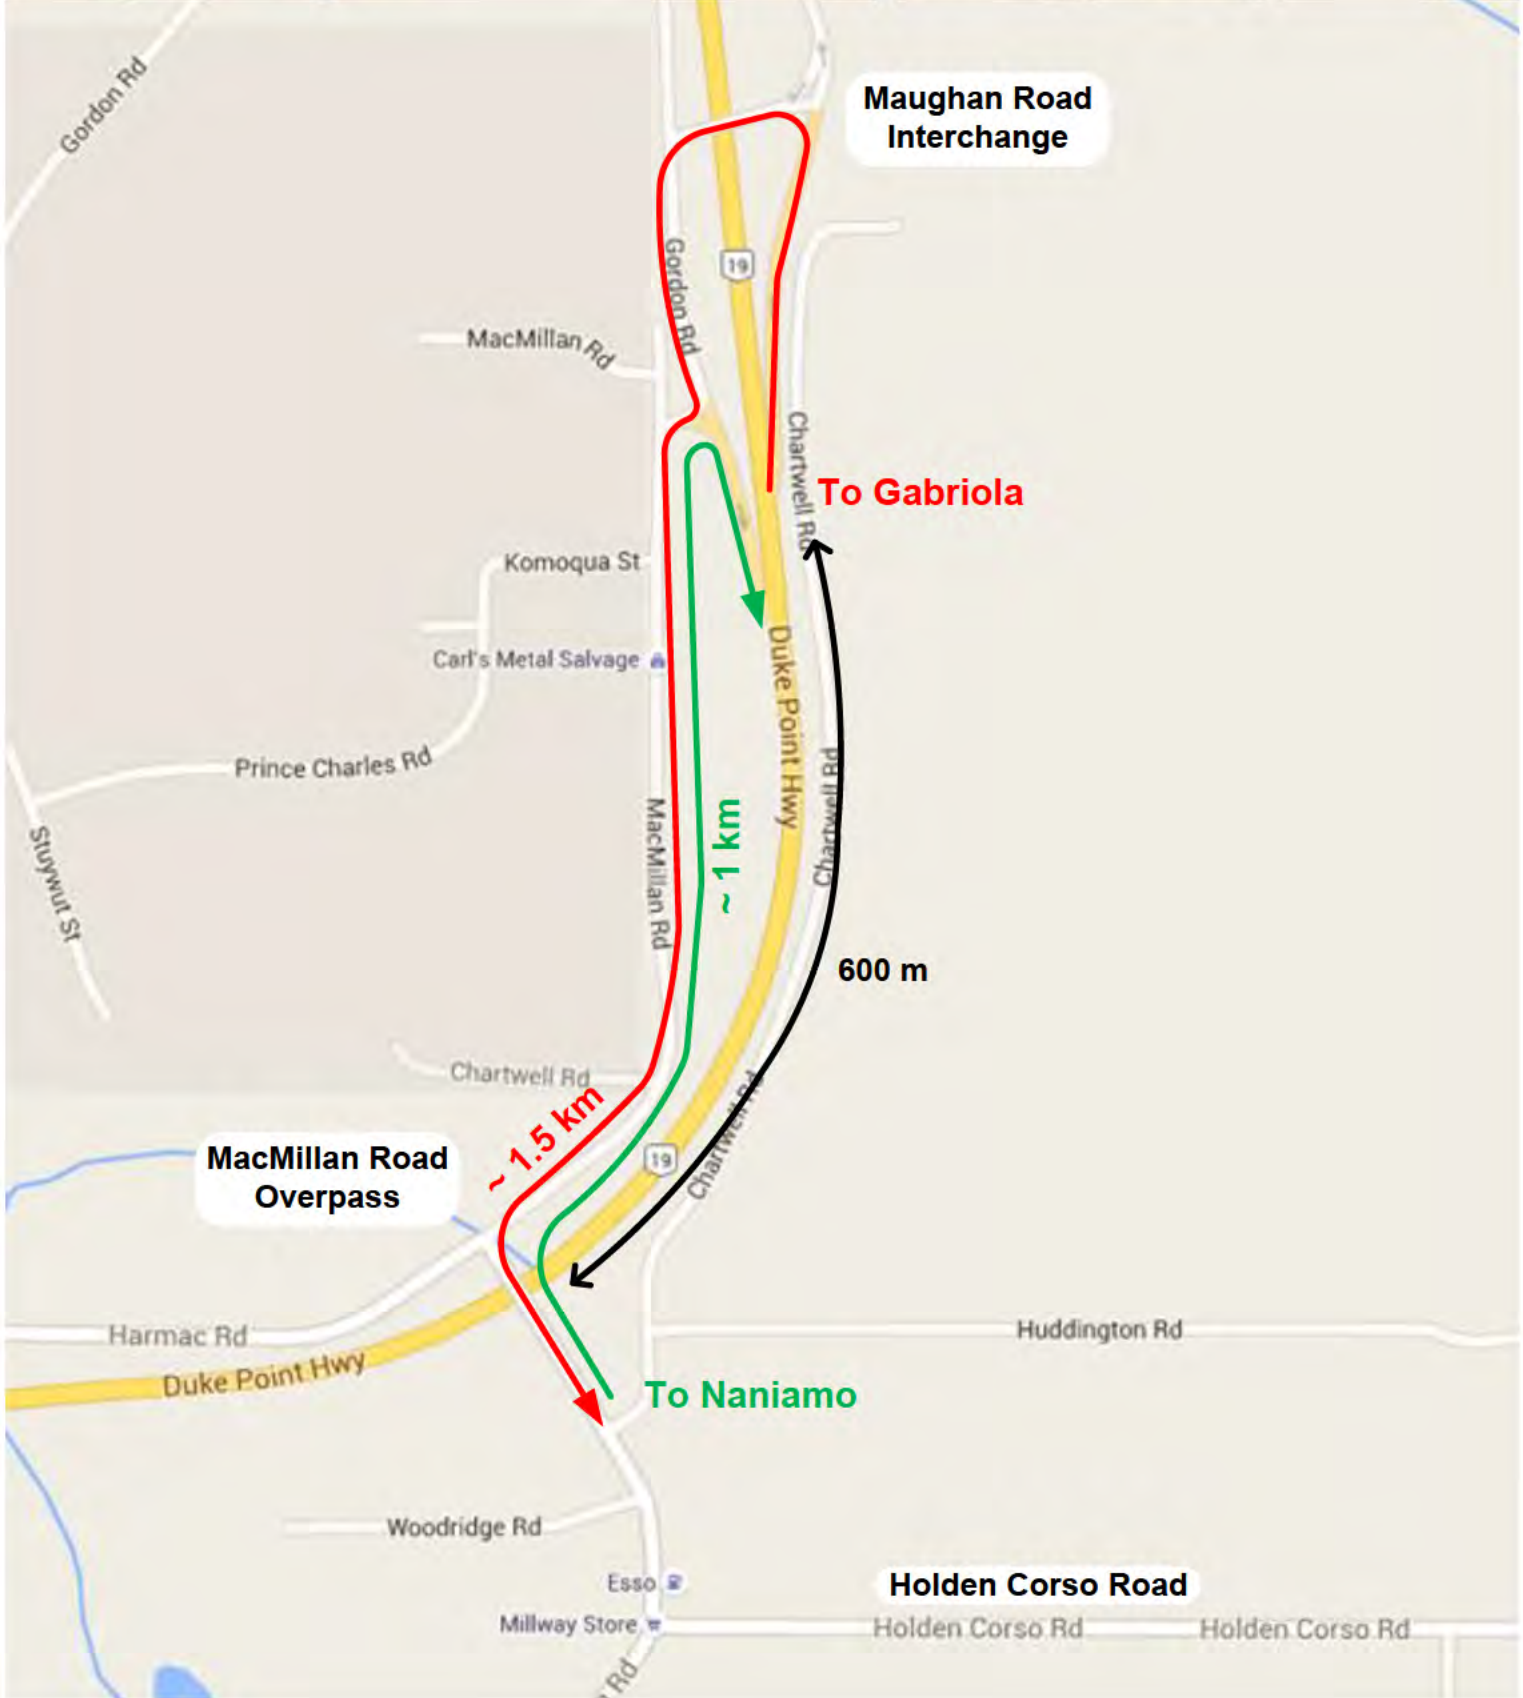 Gordon Rd
Maughan Road
Interchange
19
Gordon Rd
MacMillan Rd
Chartwell Rd
To Gabriola
Komoqua St
Carl's Metal Salvage
Duke Point Hwy
Prince Charles Rd
Chartwell Rd
~ 1 km
MacMillan Rd
Stuywut St
600 m
Chartwell Rd
~ 1.5 km
Chartwell Rd
MacMillan Road
Overpass
19
Harmac Rd
Huddington Rd
Duke Point Hwy
To Naniamo
Woodridge Rd
Esso
Holden Corso Road
Millway Store
Holden Corso Rd
Holden Corso Rd
Rd